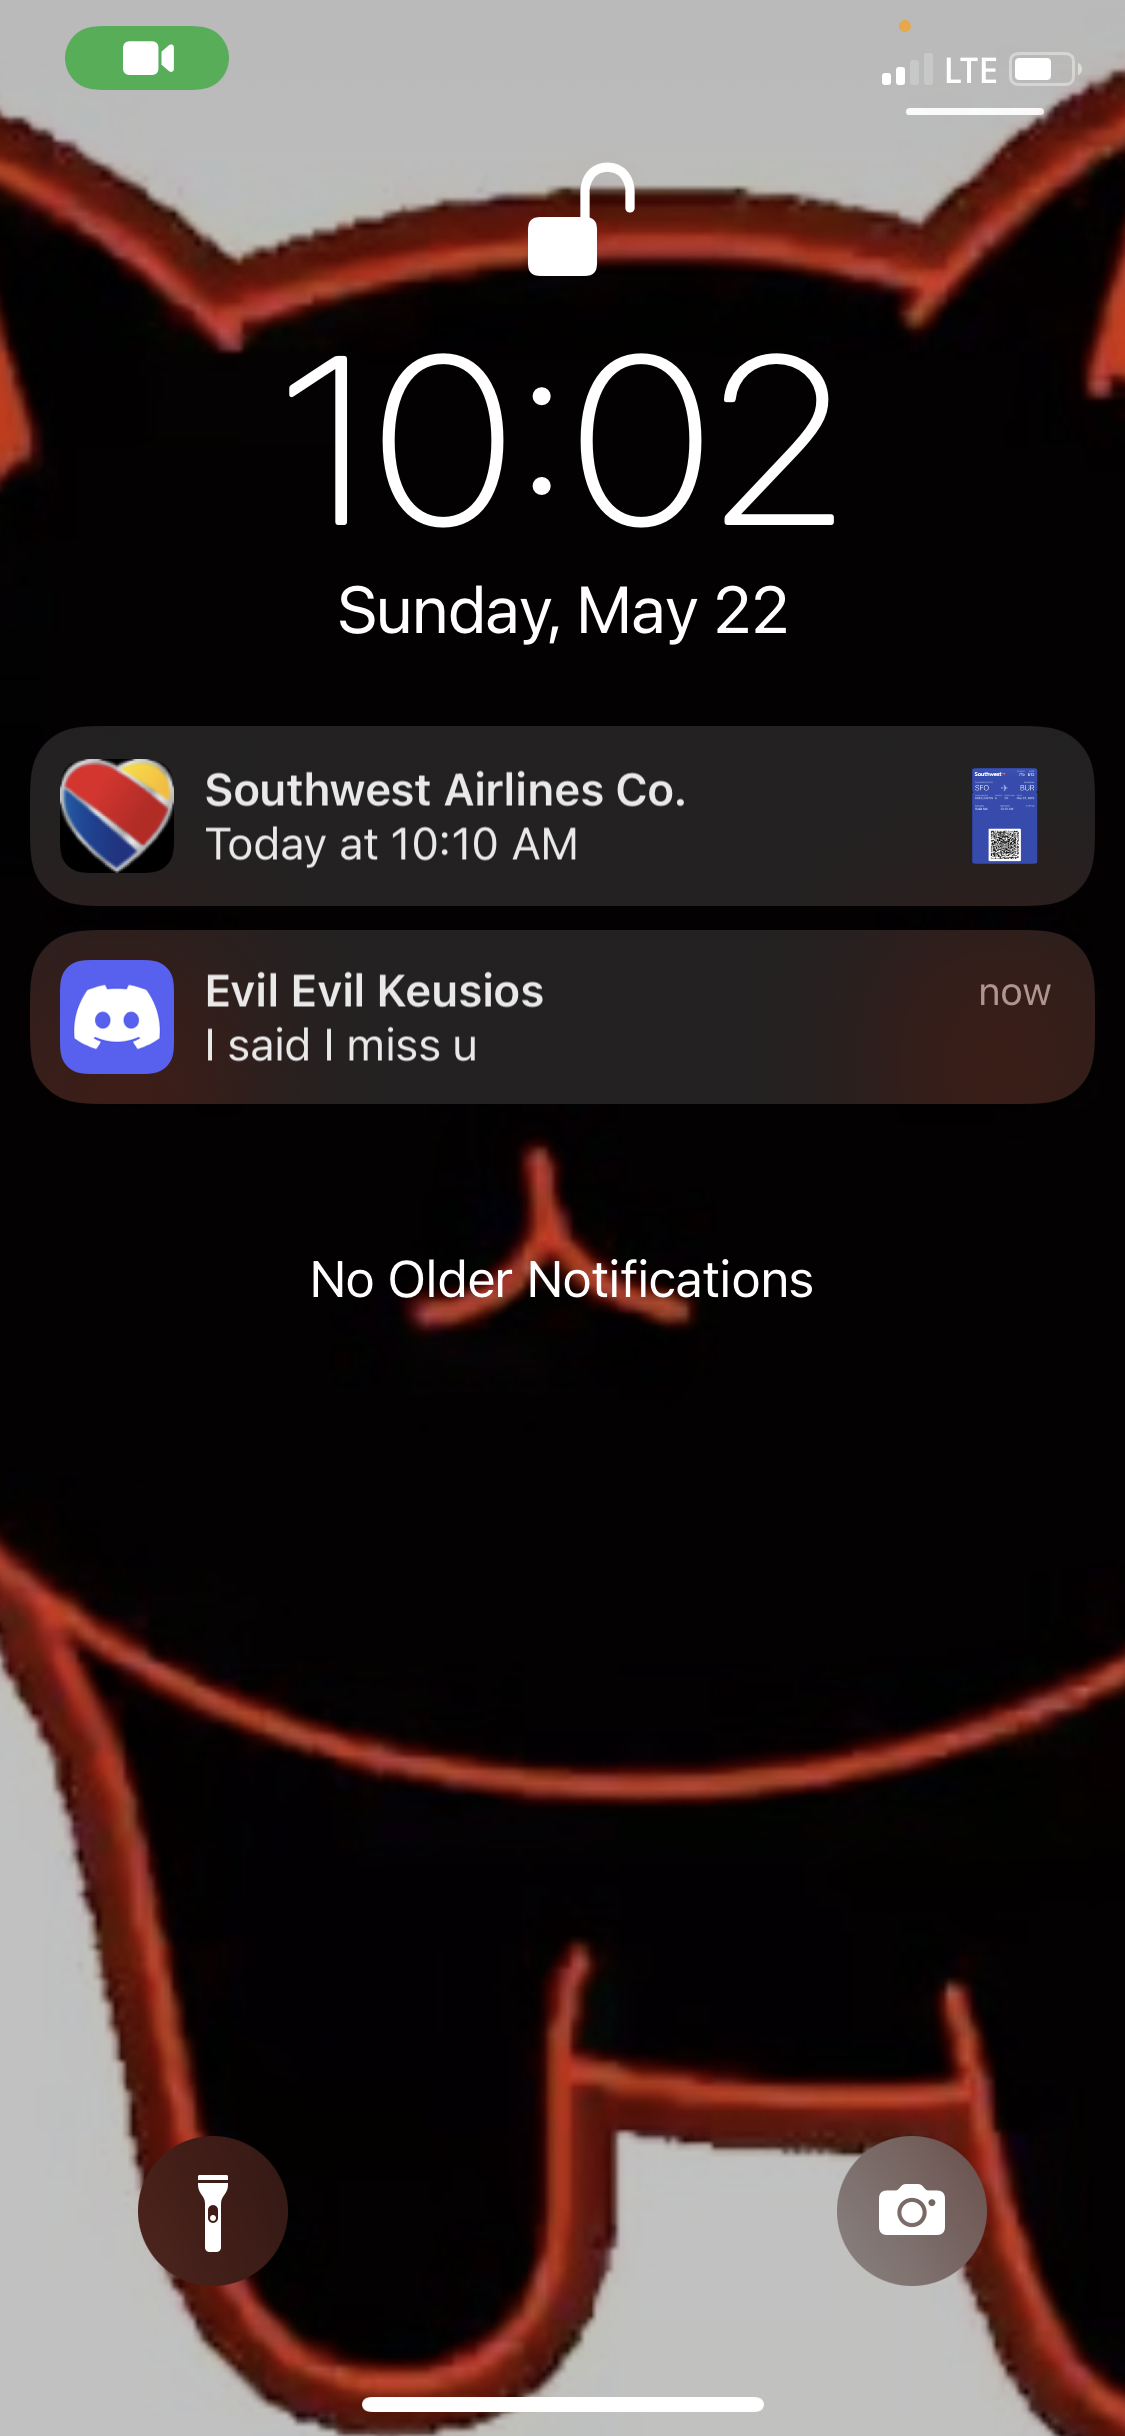 LTE
10:02
Sunday, May 22
Southwest Airlines Co.
Today at 10:10 AM
Southwest
SFO BUR
Evil Evil Keusios
now
I said I miss u
No Older Notifications